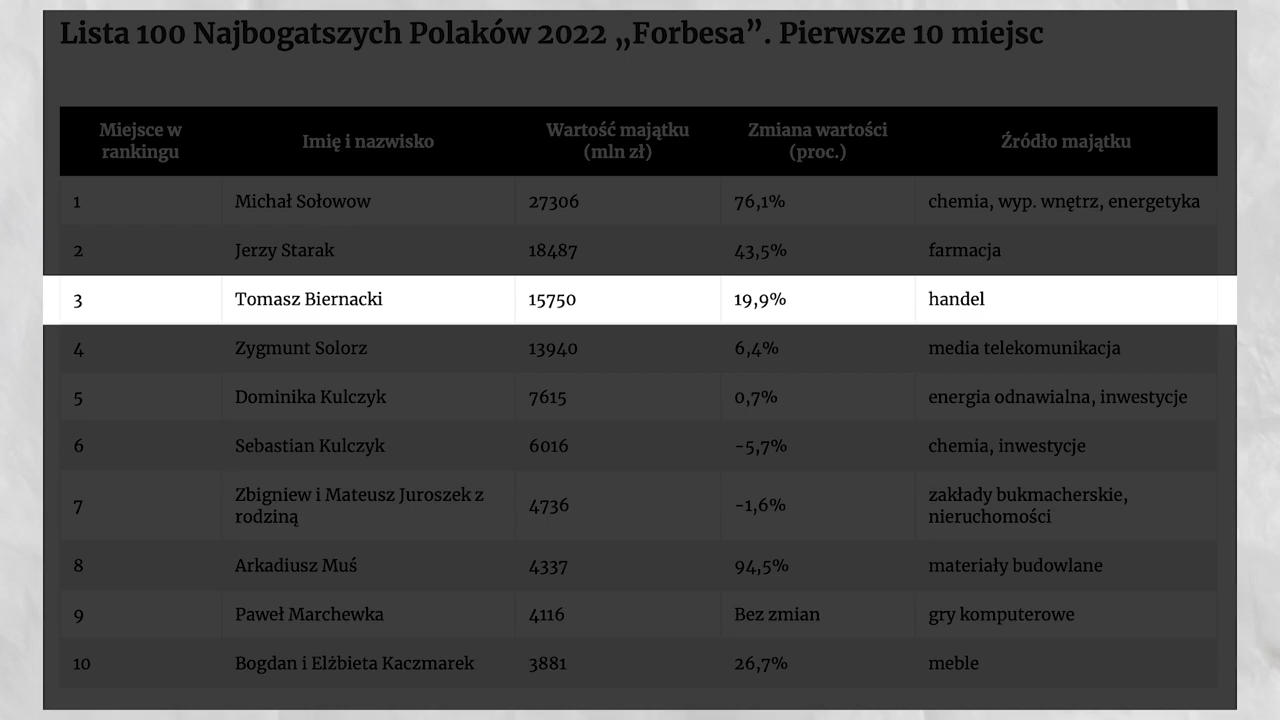 Lista 100 Najbogatszych Polaków 2022 „Forbesa”. Pierwsze 10 miejsc
Miejsce w rankingu Imię i nazwisko Wartość majątku (mln zł) Zmiana wartości (proc.) Źródło majątku
1 Michał Sołowow 27306 76,1% chemia, wyp. wnętrz, energetyka
2 Jerzy Starak 18487 43,5% farmacja
3 Tomasz Biernacki 15750 19,9% handel
4 Zygmunt Solorz 13940 6,4% media telekomunikacja
5 Dominika Kulczyk 7615 0,7% energia odnawialna, inwestycje
6 Sebastian Kulczyk 6016 -5,7% chemia, inwestycje
7 Zbigniew i Mateusz Juroszek z rodziną 4736 -1,6% zakłady bukmacherskie, nieruchomości
8 Arkadiusz Muś 4337 94,5% materiały budowlane
9 Paweł Marchewka 4116 Bez zmian gry komputerowe
10 Bogdan i Elżbieta Kaczmarek 3881 26,7% meble